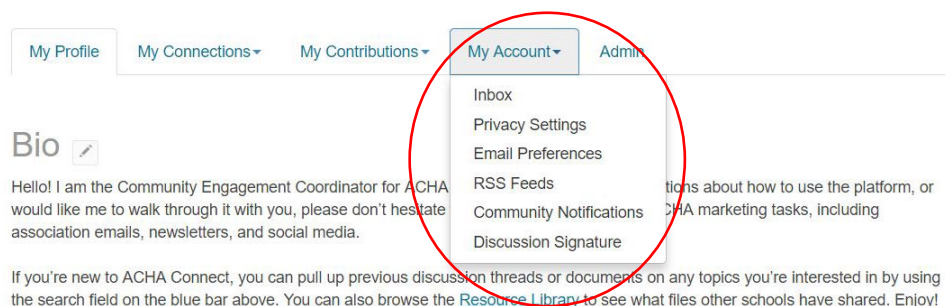 My Profile My Connections My Contributions My Account Admin
Inbox
Privacy Settings
Email Preferences
RSS Feeds
Community Notifications
Discussion Signature
Bio
Hello! I am the Community Engagement Coordinator for ACHA tions about how to use the platform, or
would like me to walk through it with you, please don't hesitate CHA marketing tasks, including
association emails, newsletters, and social media.
If you're new to ACHA Connect, you can pull up previous discussion threads or documents on any topics you're interested in by using
the search field on the blue bar above. You can also browse the Resource Library to see what files other schools have shared. Enjoy